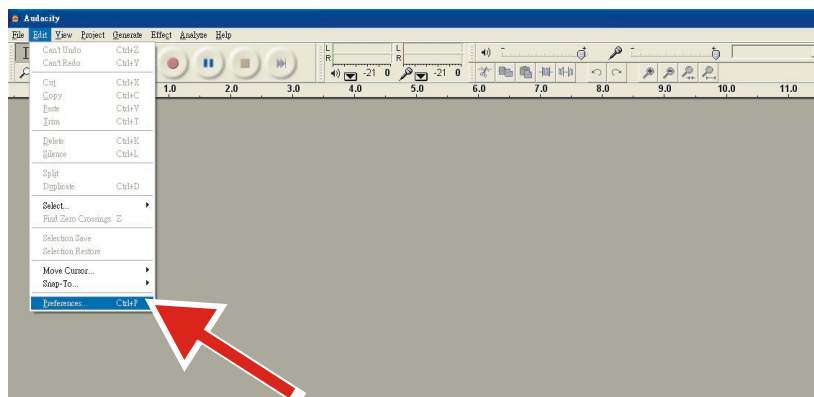 Audacity
File Edit View Project Generate Effect Analyze Help
Can't Undo Ctrl+Z
Can't Redo Ctrl+Y
Cut Ctrl+X
Copy Ctrl+C
Paste Ctrl+V
Trim Ctrl+T
Delete Ctrl+K
Silence Ctrl+L
Split
Duplicate Ctrl+D
Select...
Find Zero Crossings Z
Selection Save
Selection Restore
Move Cursor...
Snap-To...
Preferences... Ctrl+P
L
R
L
R
-21 0
-21 0
1.0 2.0 3.0 4.0 5.0 6.0 7.0 8.0 9.0 10.0 11.0